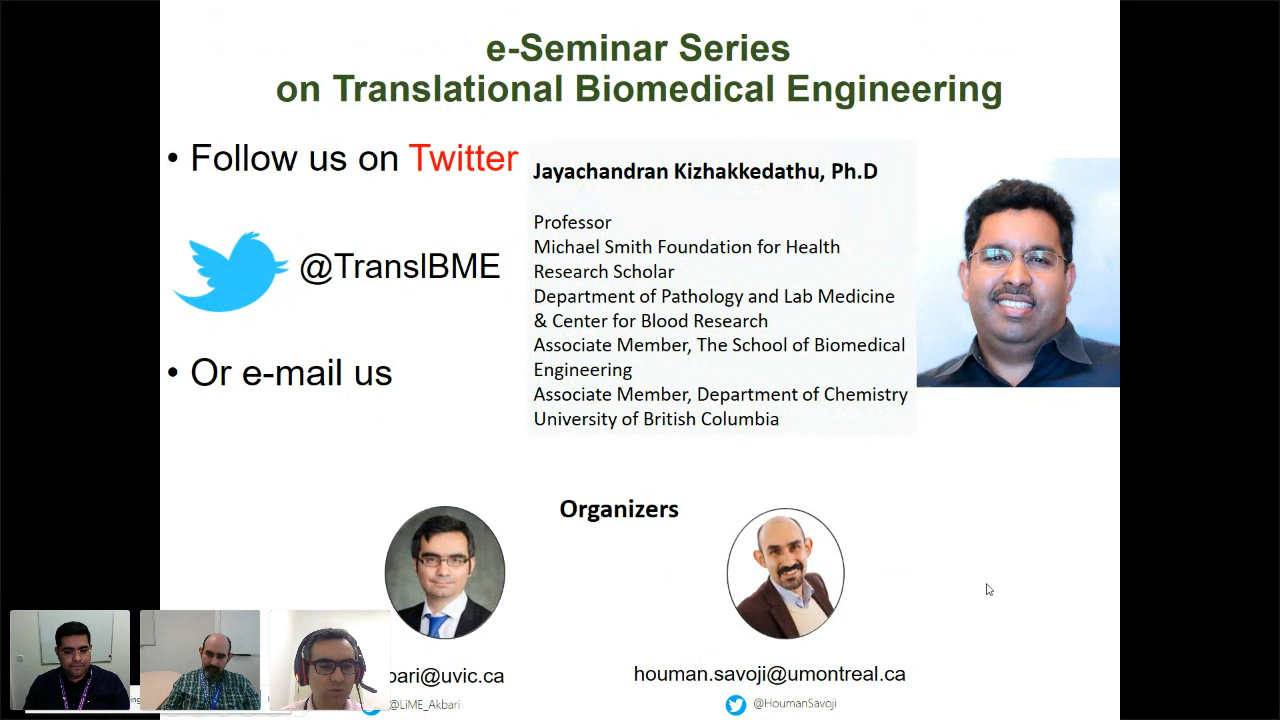 e-Seminar Series
on Translational Biomedical Engineering
• Follow us on Twitter
@TranslBME
• Or e-mail us
Jayachandran Kizhakkedathu, Ph.D
Professor
Michael Smith Foundation for Health
Research Scholar
Department of Pathology and Lab Medicine
& Center for Blood Research
Associate Member, The School of Biomedical
Engineering
Associate Member, Department of Chemistry
University of British Columbia
Organizers
bari@uvic.ca
@LiME_Akbari
houman.savoji@umontreal.ca
@HoumanSavoji